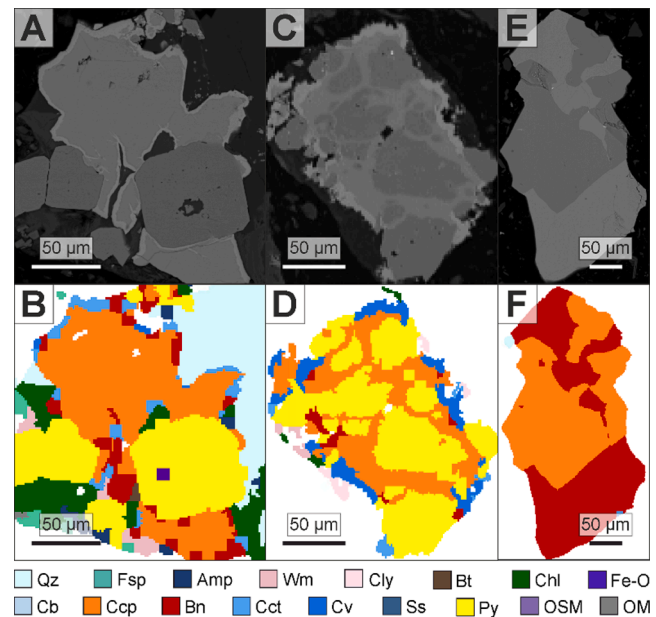 A C E
50 µm 50 µm 50 µm
B D F
50 µm 50 µm 50 µm
Qz Fsp Amp Wm Cly Bt Chl Fe-O
Cb Ccp Bn Cct Cv Ss Py OSM OM